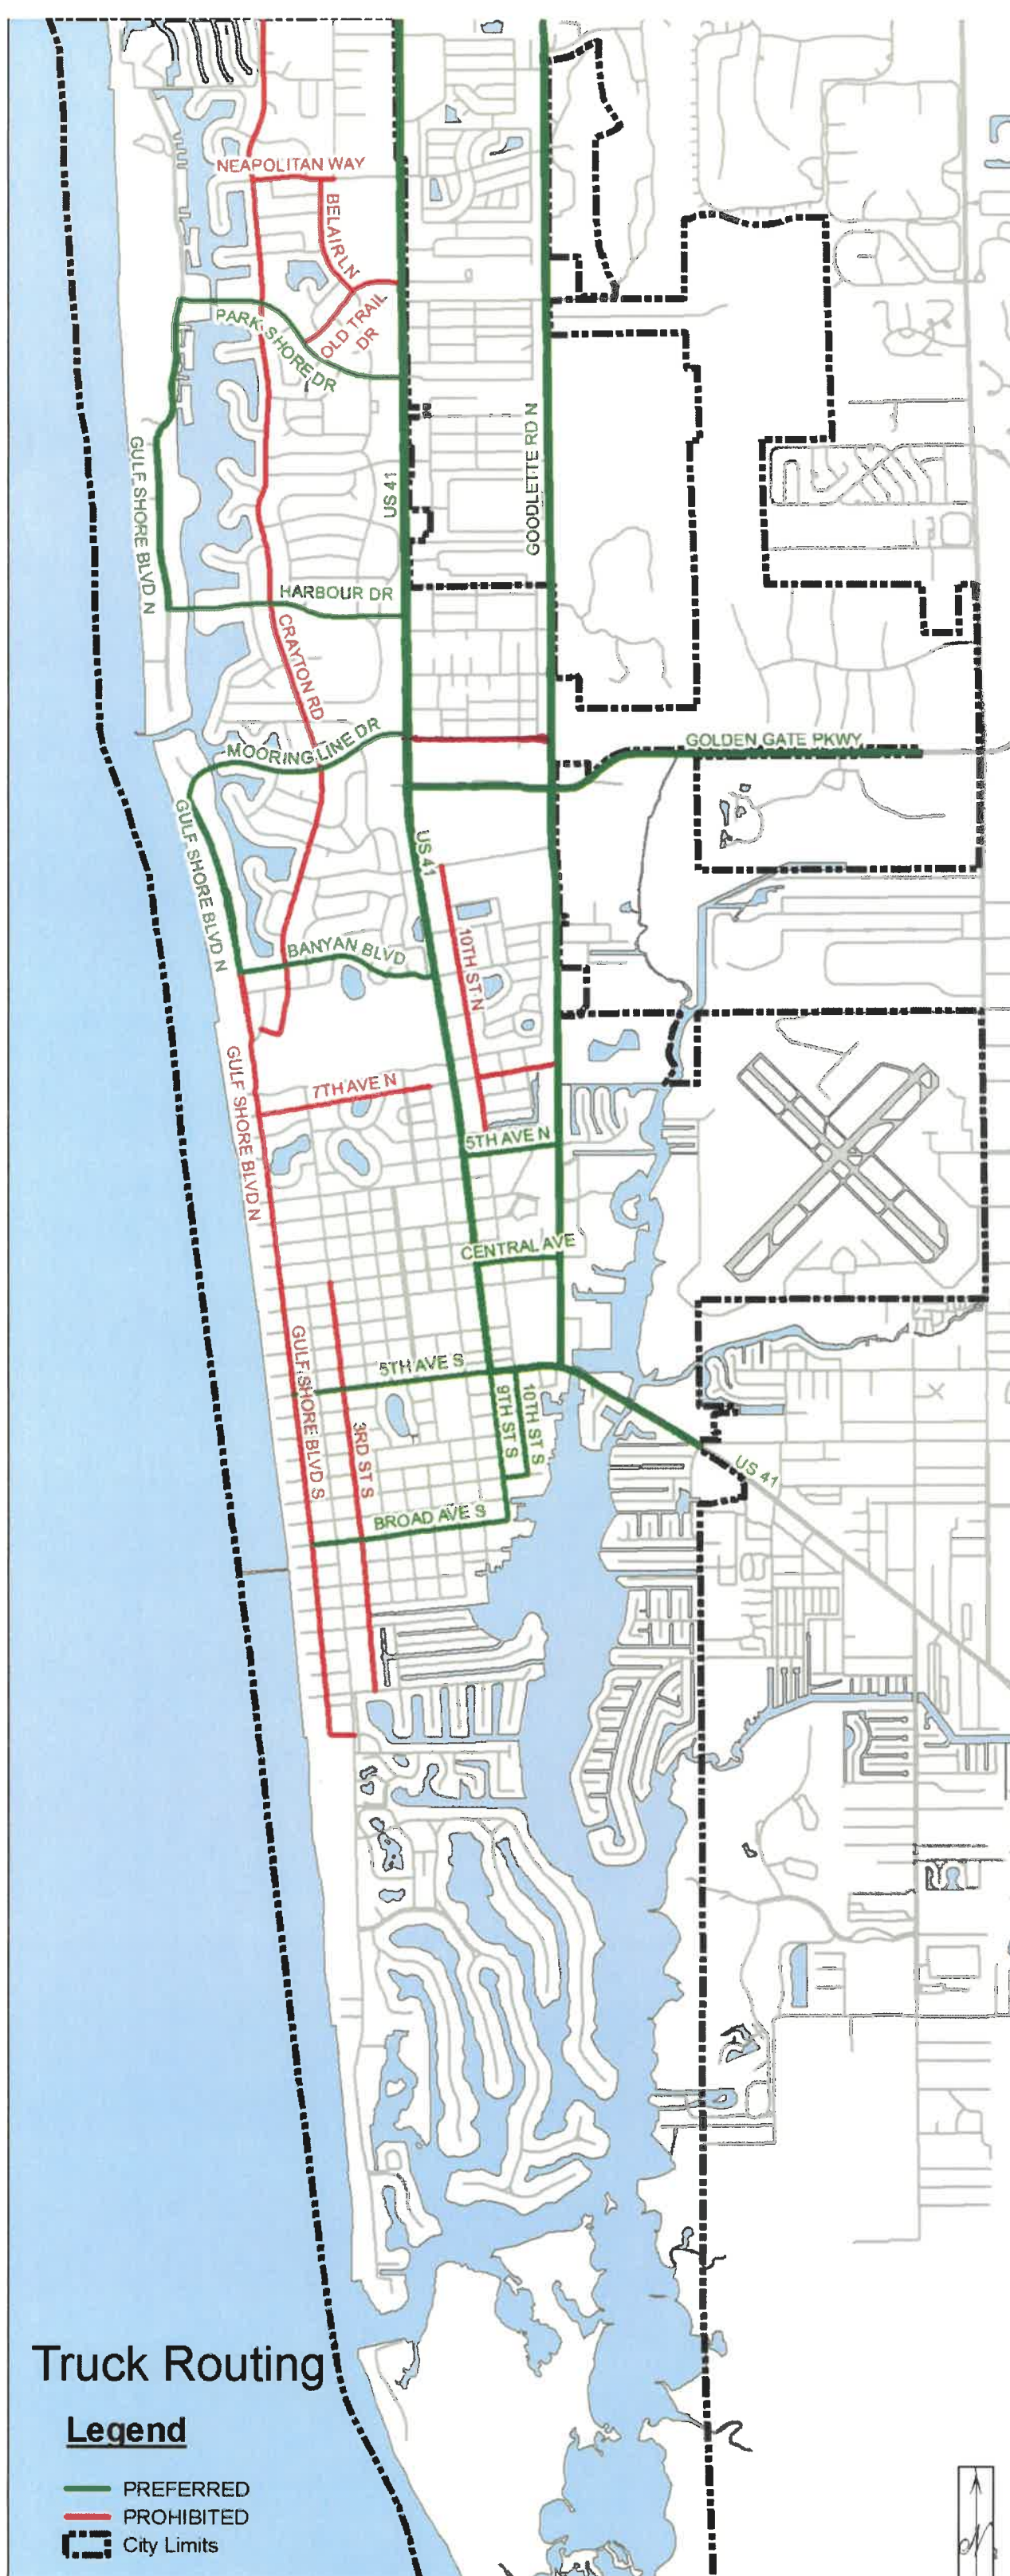 NEAPOLITAN WAY
BELAIR LN
OLD TRAIL
DR
PARK SHORE DR
GULF SHORE BLVD N
US 41
GOODLETTE RD N
HARBOUR DR
CRAYTON RD
MOORING LINE DR
GOLDEN GATE PKWY
GULF SHORE BLVD N
US 41
BANYAN BLVD
10TH ST N
GULF SHORE BLVD N
7TH AVE N
5TH AVE N
CENTRAL AVE
GULF SHORE BLVD S
5TH AVE S
9TH ST S
10TH ST S
3RD ST S
US 41
BROAD AVE S
Truck Routing
Legend
PREFERRED
PROHIBITED
City Limits
N